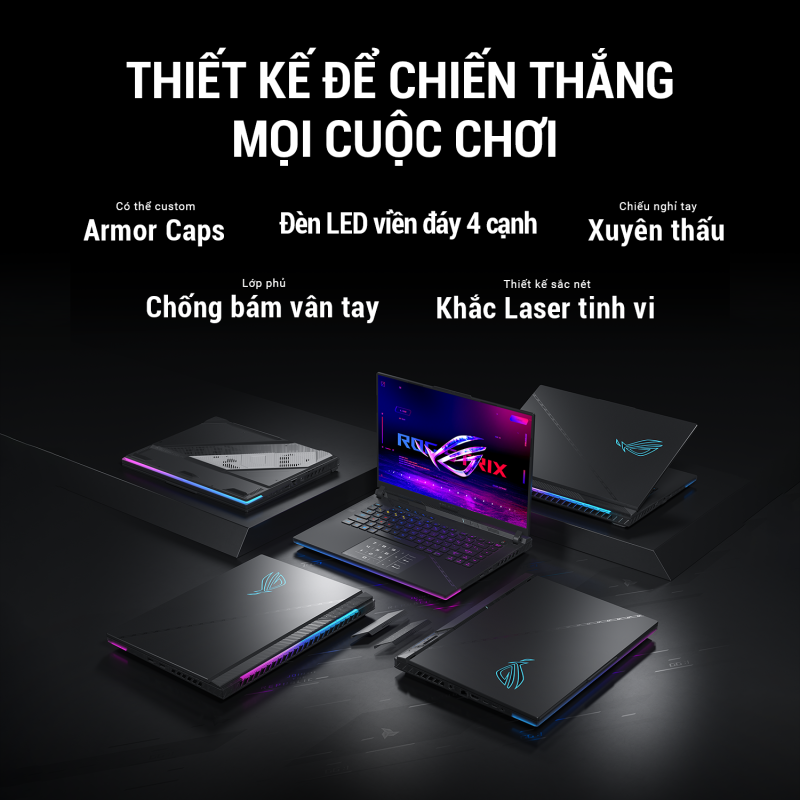 THIẾT KẾ ĐỂ CHIẾN THẮNG
MỌI CUỘC CHƠI
Có thể custom
Armor Caps
Đèn LED viền đáy 4 cạnh
Chiếu nghỉ tay
Xuyên thấu
Lớp phủ
Chống bám vân tay
Thiết kế sắc nét
Khắc Laser tinh vi